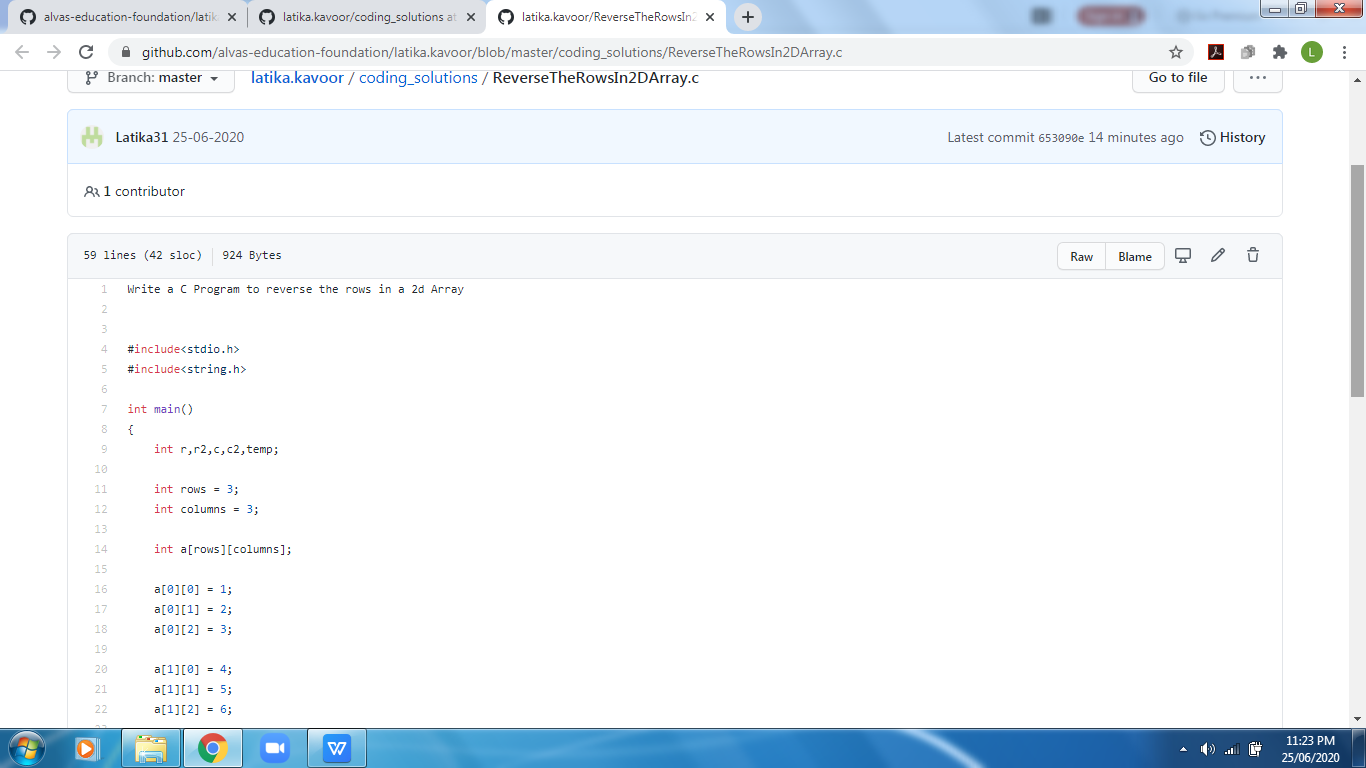 alvas-education-foundation/latik
latika.kavoor/coding_solutions at
latika.kavoor/ReverseTheRowsIn2
github.com/alvas-education-foundation/latika.kavoor/blob/master/coding_solutions/ReverseTheRowsIn2DArray.c
L
Branch: master
latika.kavoor / coding_solutions / ReverseTheRowsIn2DArray.c
Go to file
...
Latika31 25-06-2020
Latest commit 653090e 14 minutes ago
History
1 contributor
59 lines (42 sloc)
924 Bytes
Raw
Blame
1 Write a C Program to reverse the rows in a 2d Array
2
3
4 #include<stdio.h>
5 #include<string.h>
6
7 int main()
8 {
9 int r,r2,c,c2,temp;
10
11 int rows = 3;
12 int columns = 3;
13
14 int a[rows][columns];
15
16 a[0][0] = 1;
17 a[0][1] = 2;
18 a[0][2] = 3;
19
20 a[1][0] = 4;
21 a[1][1] = 5;
22 a[1][2] = 6;
W
11:23 PM
25/06/2020